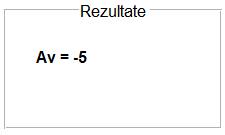 Rezultate
Av = -5